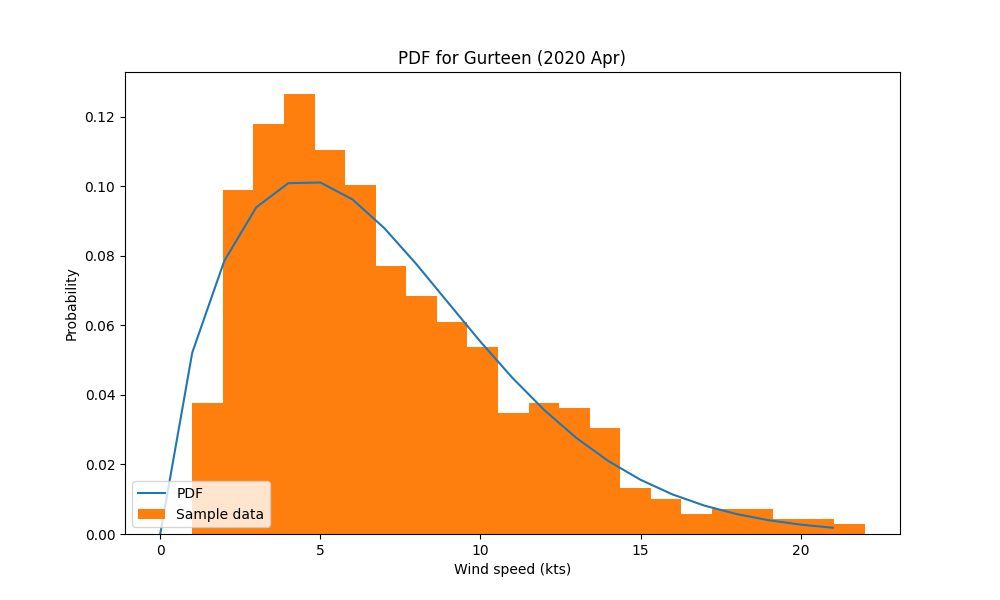 PDF for Gurteen (2020 Apr)
0.12
0.10
0.08
0.06
0.04
0.02
0.00
Probability
PDF
Sample data
0 5 10 15 20
Wind speed (kts)